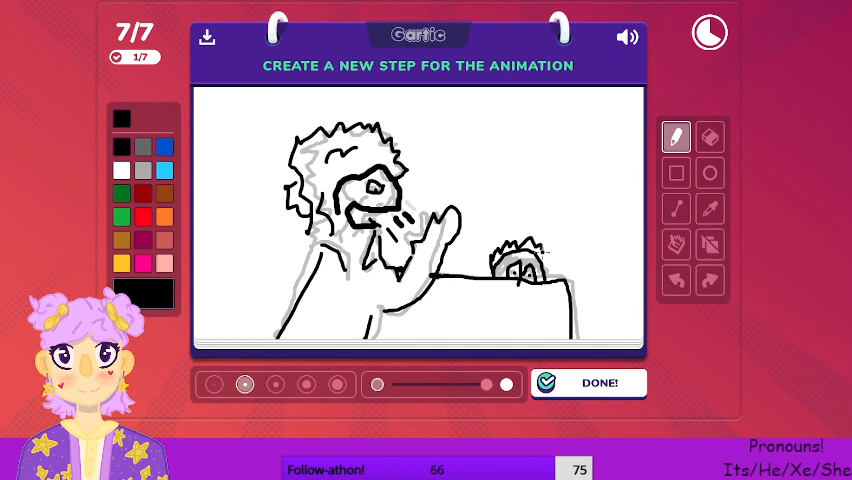 7/7
1/7
Gartic
CREATE A NEW STEP FOR THE ANIMATION
DONE!
Pronouns!
Its/He/Xe/She
Follow-athon! 66 75